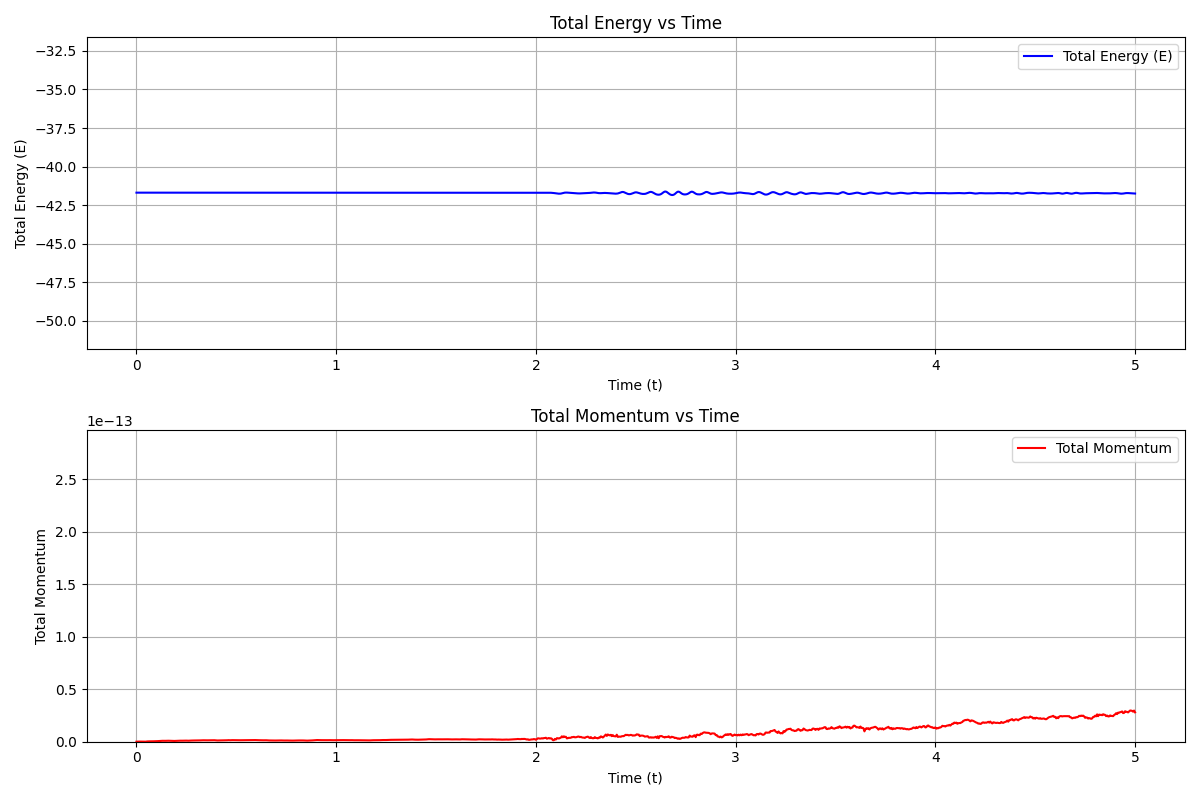 Total Energy vs Time
Total Energy (E)
−32.5
−35.0
−37.5
−40.0
−42.5
−45.0
−47.5
−50.0
Total Energy (E)
0 1 2 3 4 5
Time (t)
Total Momentum vs Time
1e−13
Total Momentum
2.5
2.0
1.5
1.0
0.5
0.0
Total Momentum
0 1 2 3 4 5
Time (t)